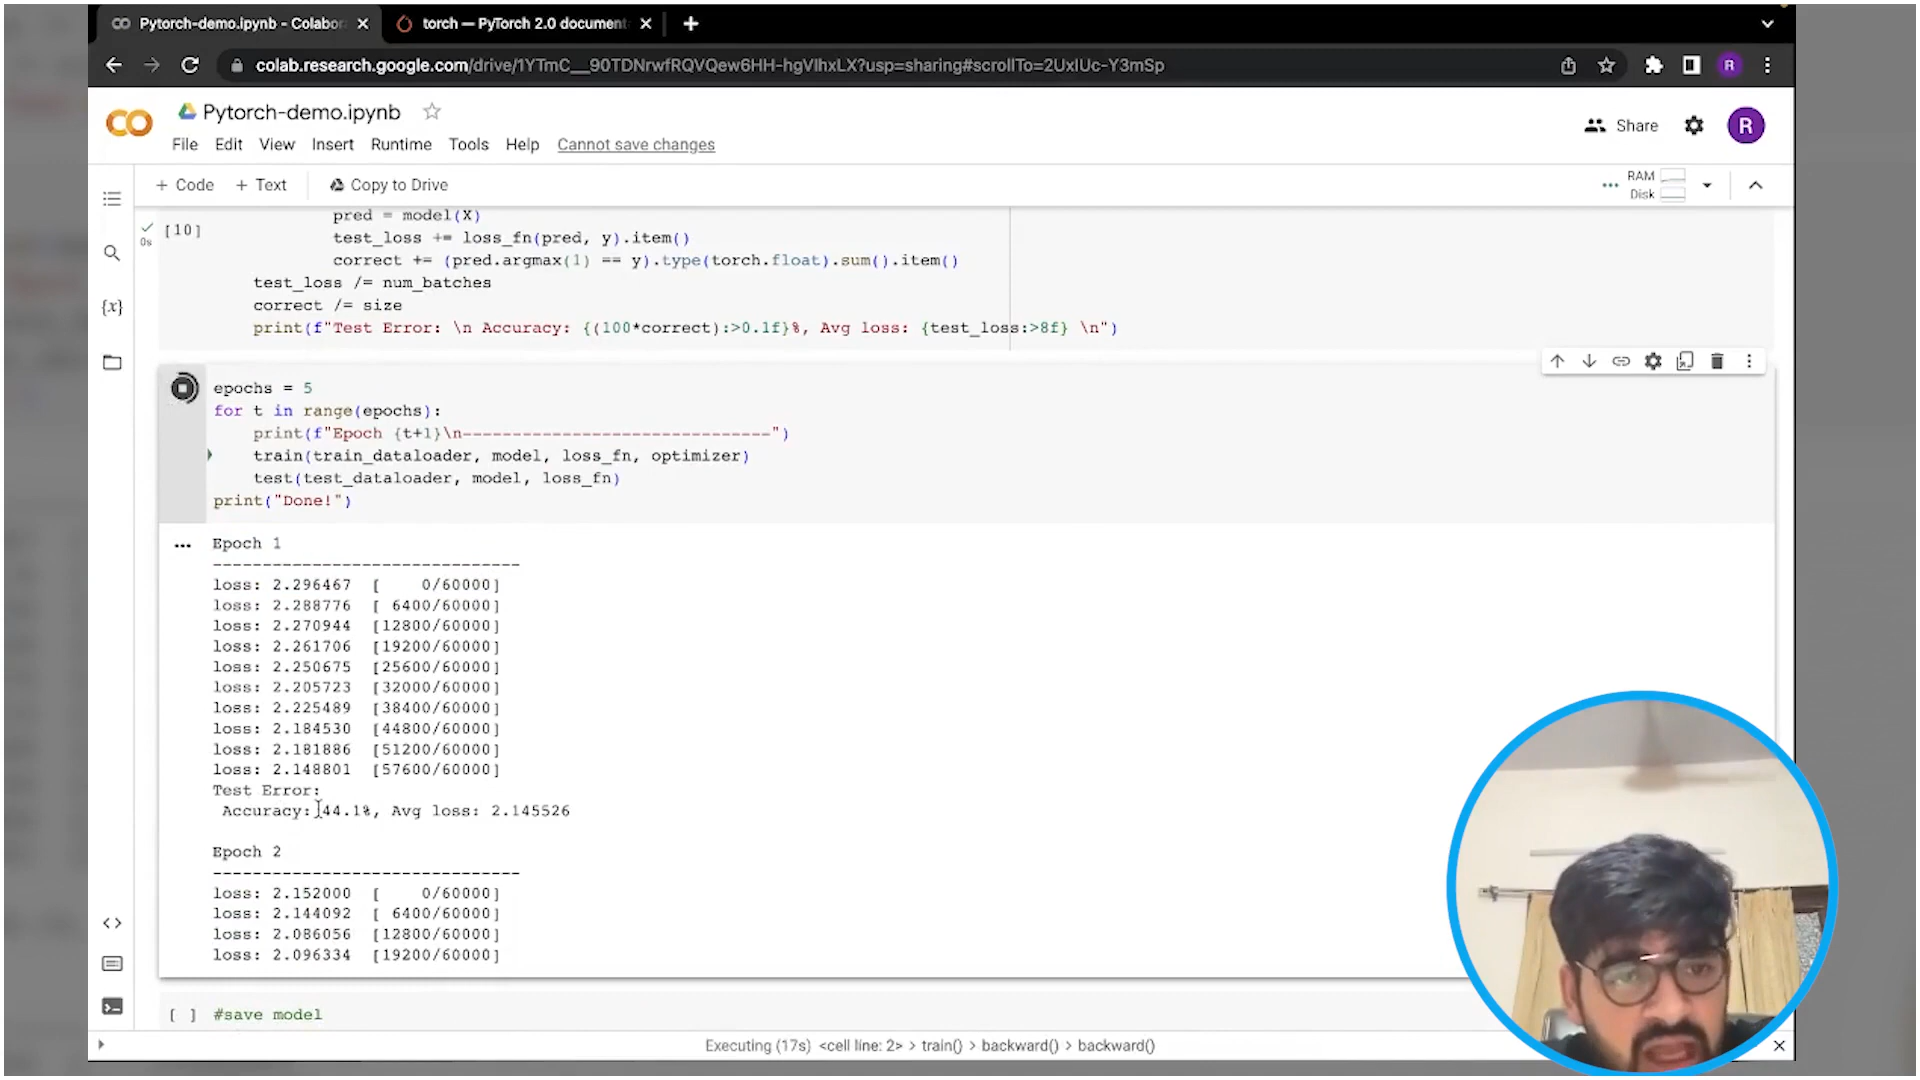 Pytorch-demo.ipynb - Colabor
torch — PyTorch 2.0 document
colab.research.google.com/drive/1YTmC__90TDNrwfRQVQew6HH-hgVlhxLX?usp=sharing#scrollTo=2UxIUc-Y3mSp
R
Pytorch-demo.ipynb
Share
R
File Edit View Insert Tools Runtime Help Cannot save changes
+ Code + Text Copy to Drive
RAM
Disk
[10]
0s
pred = model(X)
test_loss += loss_fn(pred, y).item()
correct += (pred.argmax(1) == y).type(torch.float).sum().item()
test_loss /= num_batches
correct /= size
print(f"Test Error: \n Accuracy: {(100*correct):>0.1f}%, Avg loss: {test_loss:>8f} \n")
{x}
epochs = 5
for t in range(epochs):
print(f"Epoch {t+1}\n-------------------------------")
train(train_dataloader, model, loss_fn, optimizer)
test(test_dataloader, model, loss_fn)
print("Done!")
Epoch 1
-------------------------------
loss: 2.296467 [ 0/60000]
loss: 2.288776 [ 6400/60000]
loss: 2.270944 [12800/60000]
loss: 2.261706 [19200/60000]
loss: 2.250675 [25600/60000]
loss: 2.205723 [32000/60000]
loss: 2.225489 [38400/60000]
loss: 2.184530 [44800/60000]
loss: 2.181886 [51200/60000]
loss: 2.148801 [57600/60000]
Test Error:
Accuracy: 44.1%, Avg loss: 2.145526
Epoch 2
-------------------------------
loss: 2.152000 [ 0/60000]
loss: 2.144092 [ 6400/60000]
loss: 2.086056 [12800/60000]
loss: 2.096334 [19200/60000]
[ ] #save model
Executing (17s) <cell line: 2> > train() > backward() > backward()